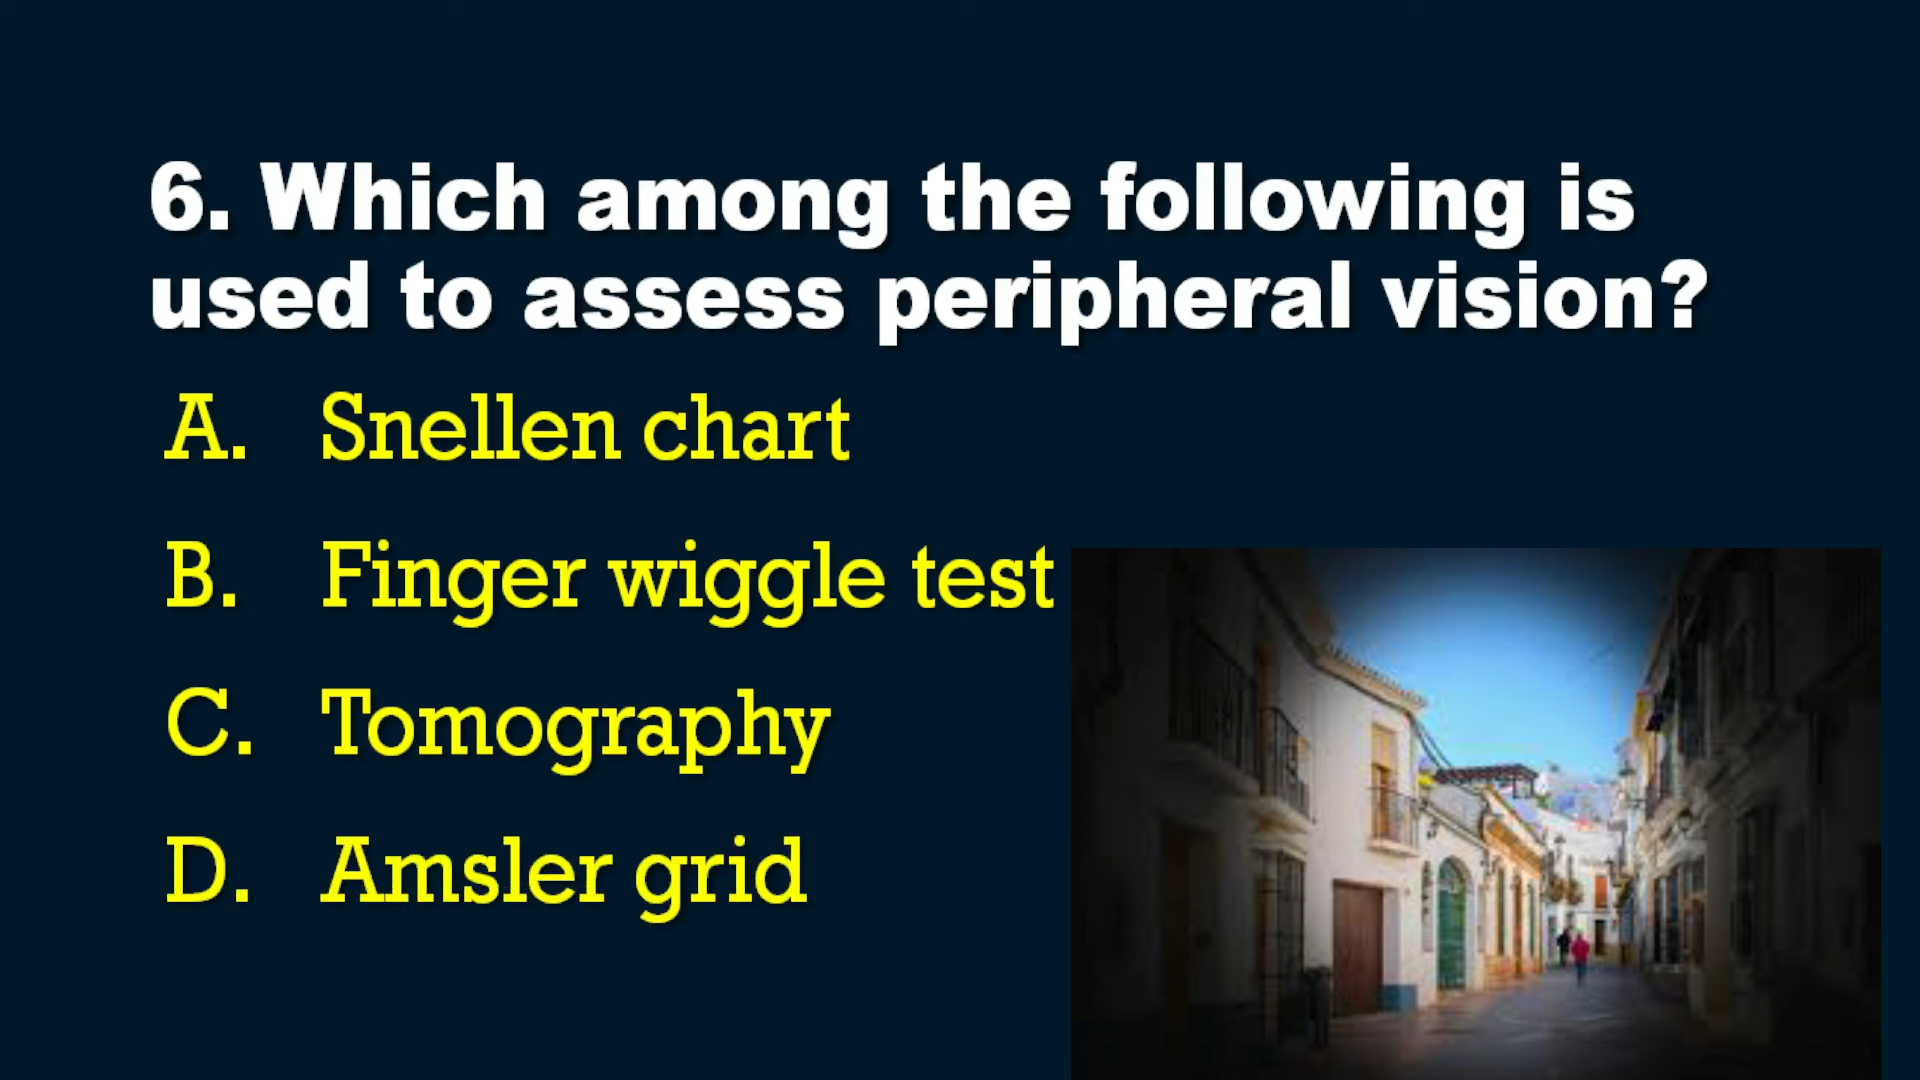 6. Which among the following is
used to assess peripheral vision?
A. Snellen chart
B. Finger wiggle test
C. Tomography
D. Amsler grid